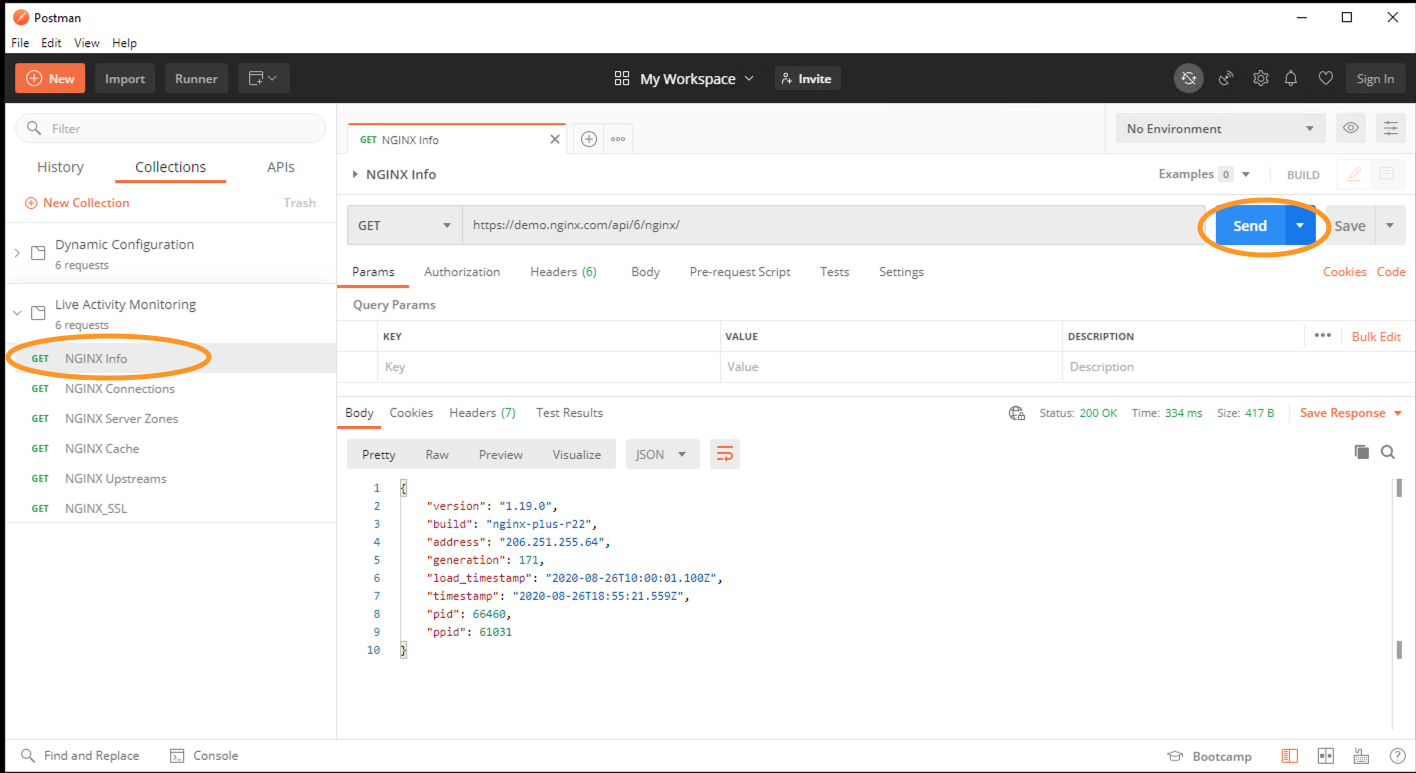 Postman
File Edit View Help
New Import Runner My Workspace Invite Sign In
Filter
History Collections APIs
New Collection Trash
Dynamic Configuration
6 requests
Live Activity Monitoring
6 requests
GET NGINX Info
GET NGINX Connections
GET NGINX Server Zones
GET NGINX Cache
GET NGINX Upstreams
GET NGINX_SSL
GET NGINX Info
No Environment
NGINX Info
Examples 0 BUILD
GET https://demo.nginx.com/api/6/nginx/ Send Save
Params Authorization Headers (6) Body Pre-request Script Tests Settings Cookies Code
Query Params
KEY VALUE DESCRIPTION Bulk Edit
Key Value Description
Body Cookies Headers (7) Test Results Status: 200 OK Time: 334 ms Size: 417 B Save Response
Pretty Raw Preview Visualize JSON
1 {
2 "version": "1.19.0",
3 "build": "nginx-plus-r22",
4 "address": "206.251.255.64",
5 "generation": 171,
6 "load_timestamp": "2020-08-26T10:00:01.100Z",
7 "timestamp": "2020-08-26T18:55:21.559Z",
8 "pid": 66460,
9 "ppid": 61031
10 }
Find and Replace Console Bootcamp